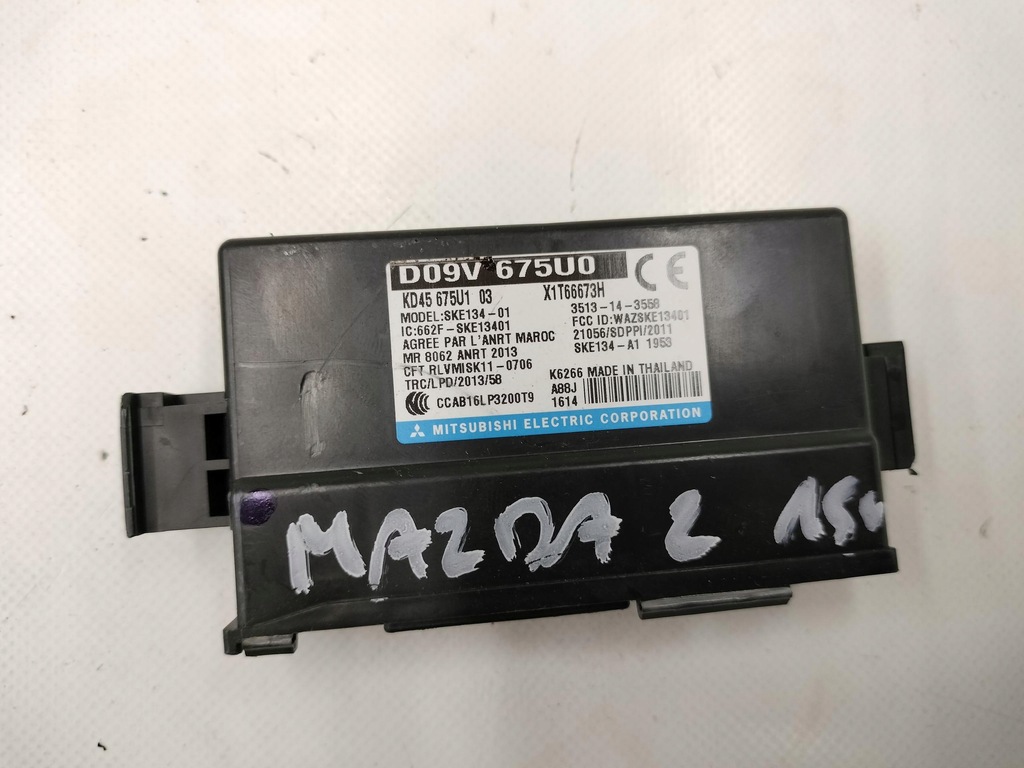 D09V 675U0
KD45 675U1 03 X1T66673H
MODEL:SKE134-01 3513-14-3558
IC:662F-SKE13401 FCC ID:WAZSKE13401
AGREE PAR L'ANRT MAROC 21056/SDPPI/2011
MR 8062 ANRT 2013 SKE134-A1 1953
CFT RLVMISK11-0706
TRC/LPD/2013/58 K6266 MADE IN THAILAND
A88J
CCAB16LP3200T9 1614
MITSUBISHI ELECTRIC CORPORATION
CE
MAZDA 2